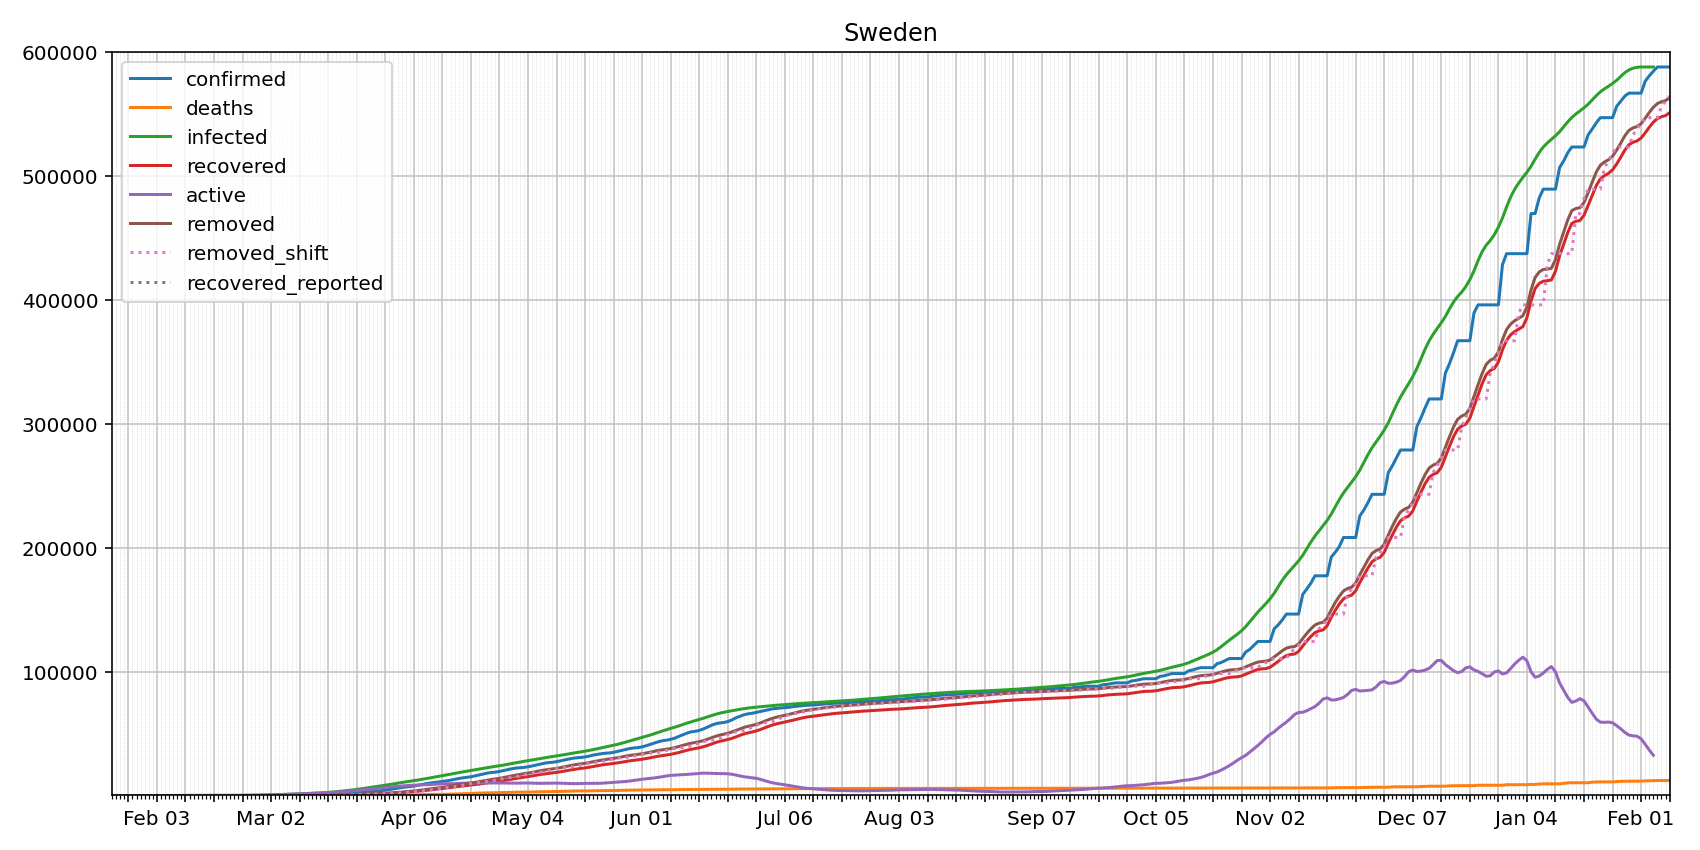 Sweden
600000
500000
400000
300000
200000
100000
confirmed
deaths
infected
recovered
active
removed
removed_shift
recovered_reported
Feb 03 Mar 02 Apr 06 May 04 Jun 01 Jul 06 Aug 03 Sep 07 Oct 05 Nov 02 Dec 07 Jan 04 Feb 01